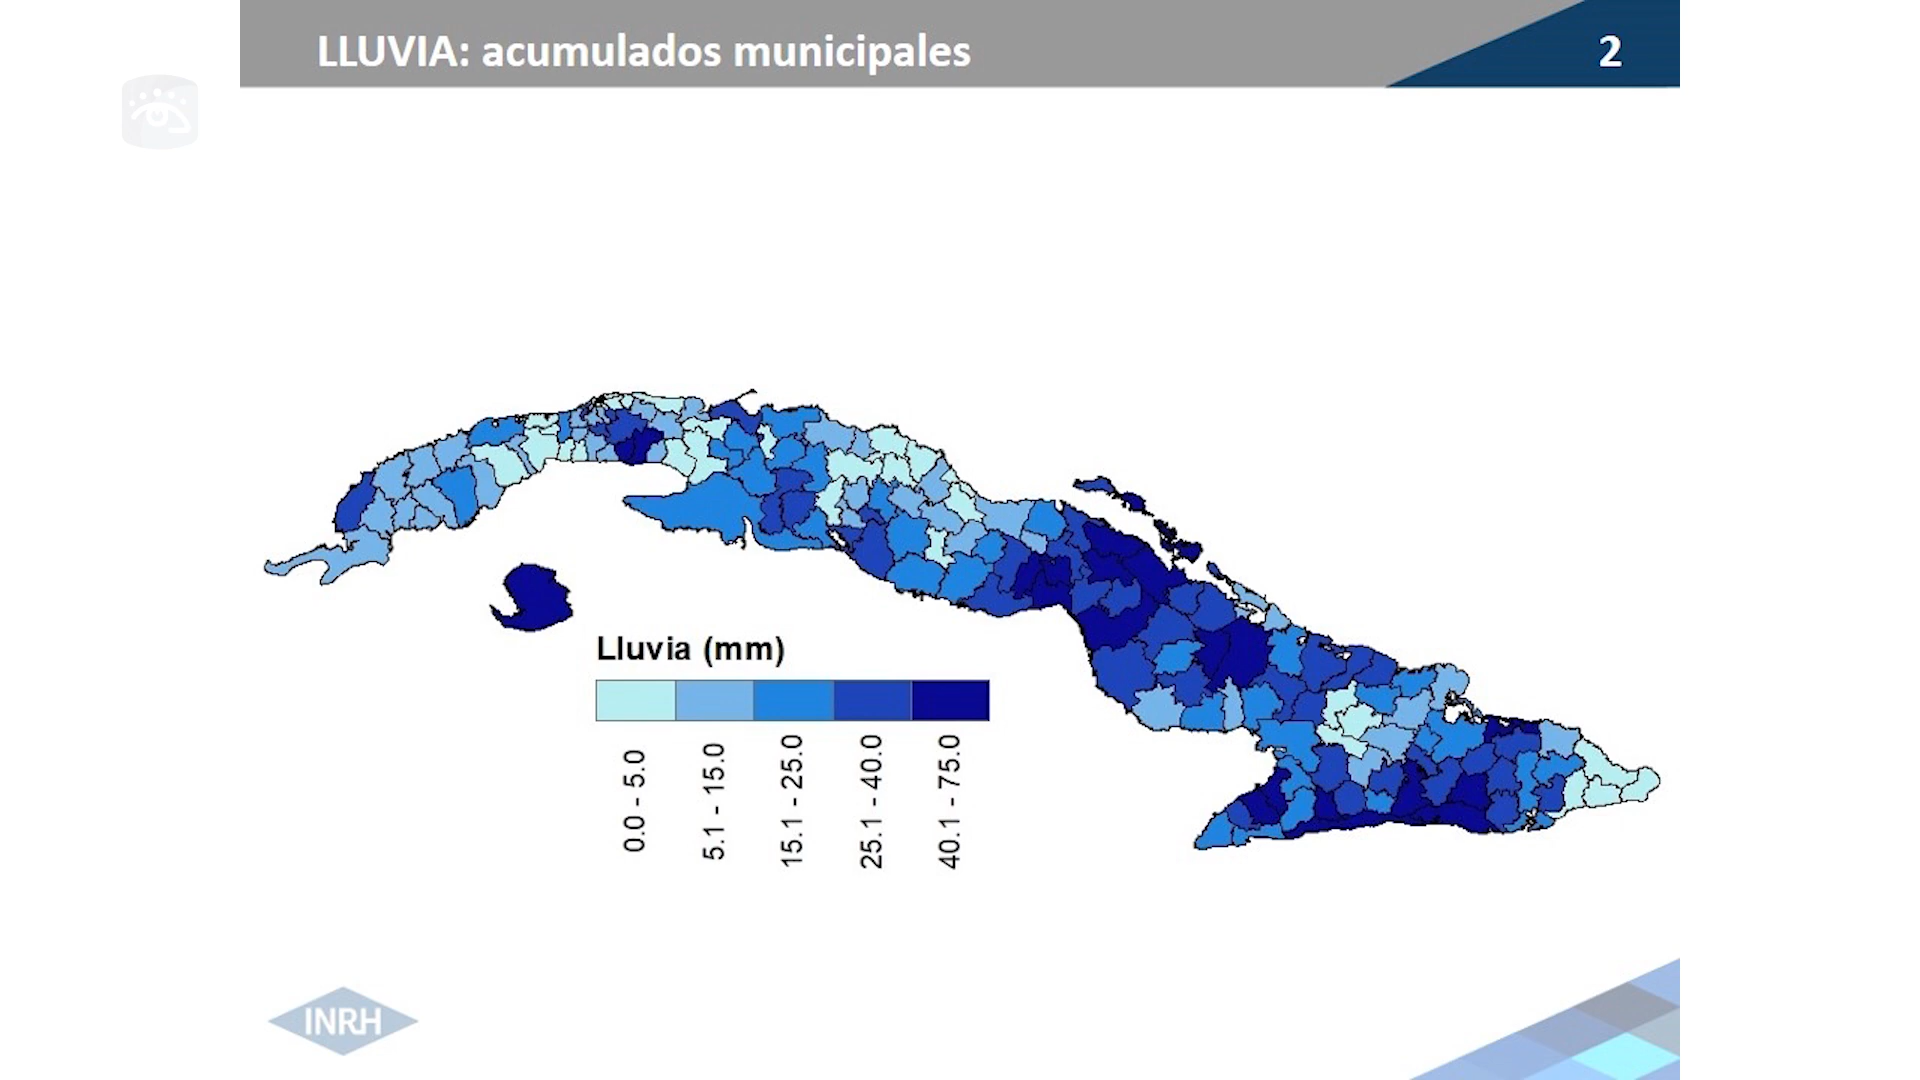 LLUVIA: acumulados municipales
2
Lluvia (mm)
0.0 - 5.0
5.1 - 15.0
15.1 - 25.0
25.1 - 40.0
40.1 - 75.0
INRH